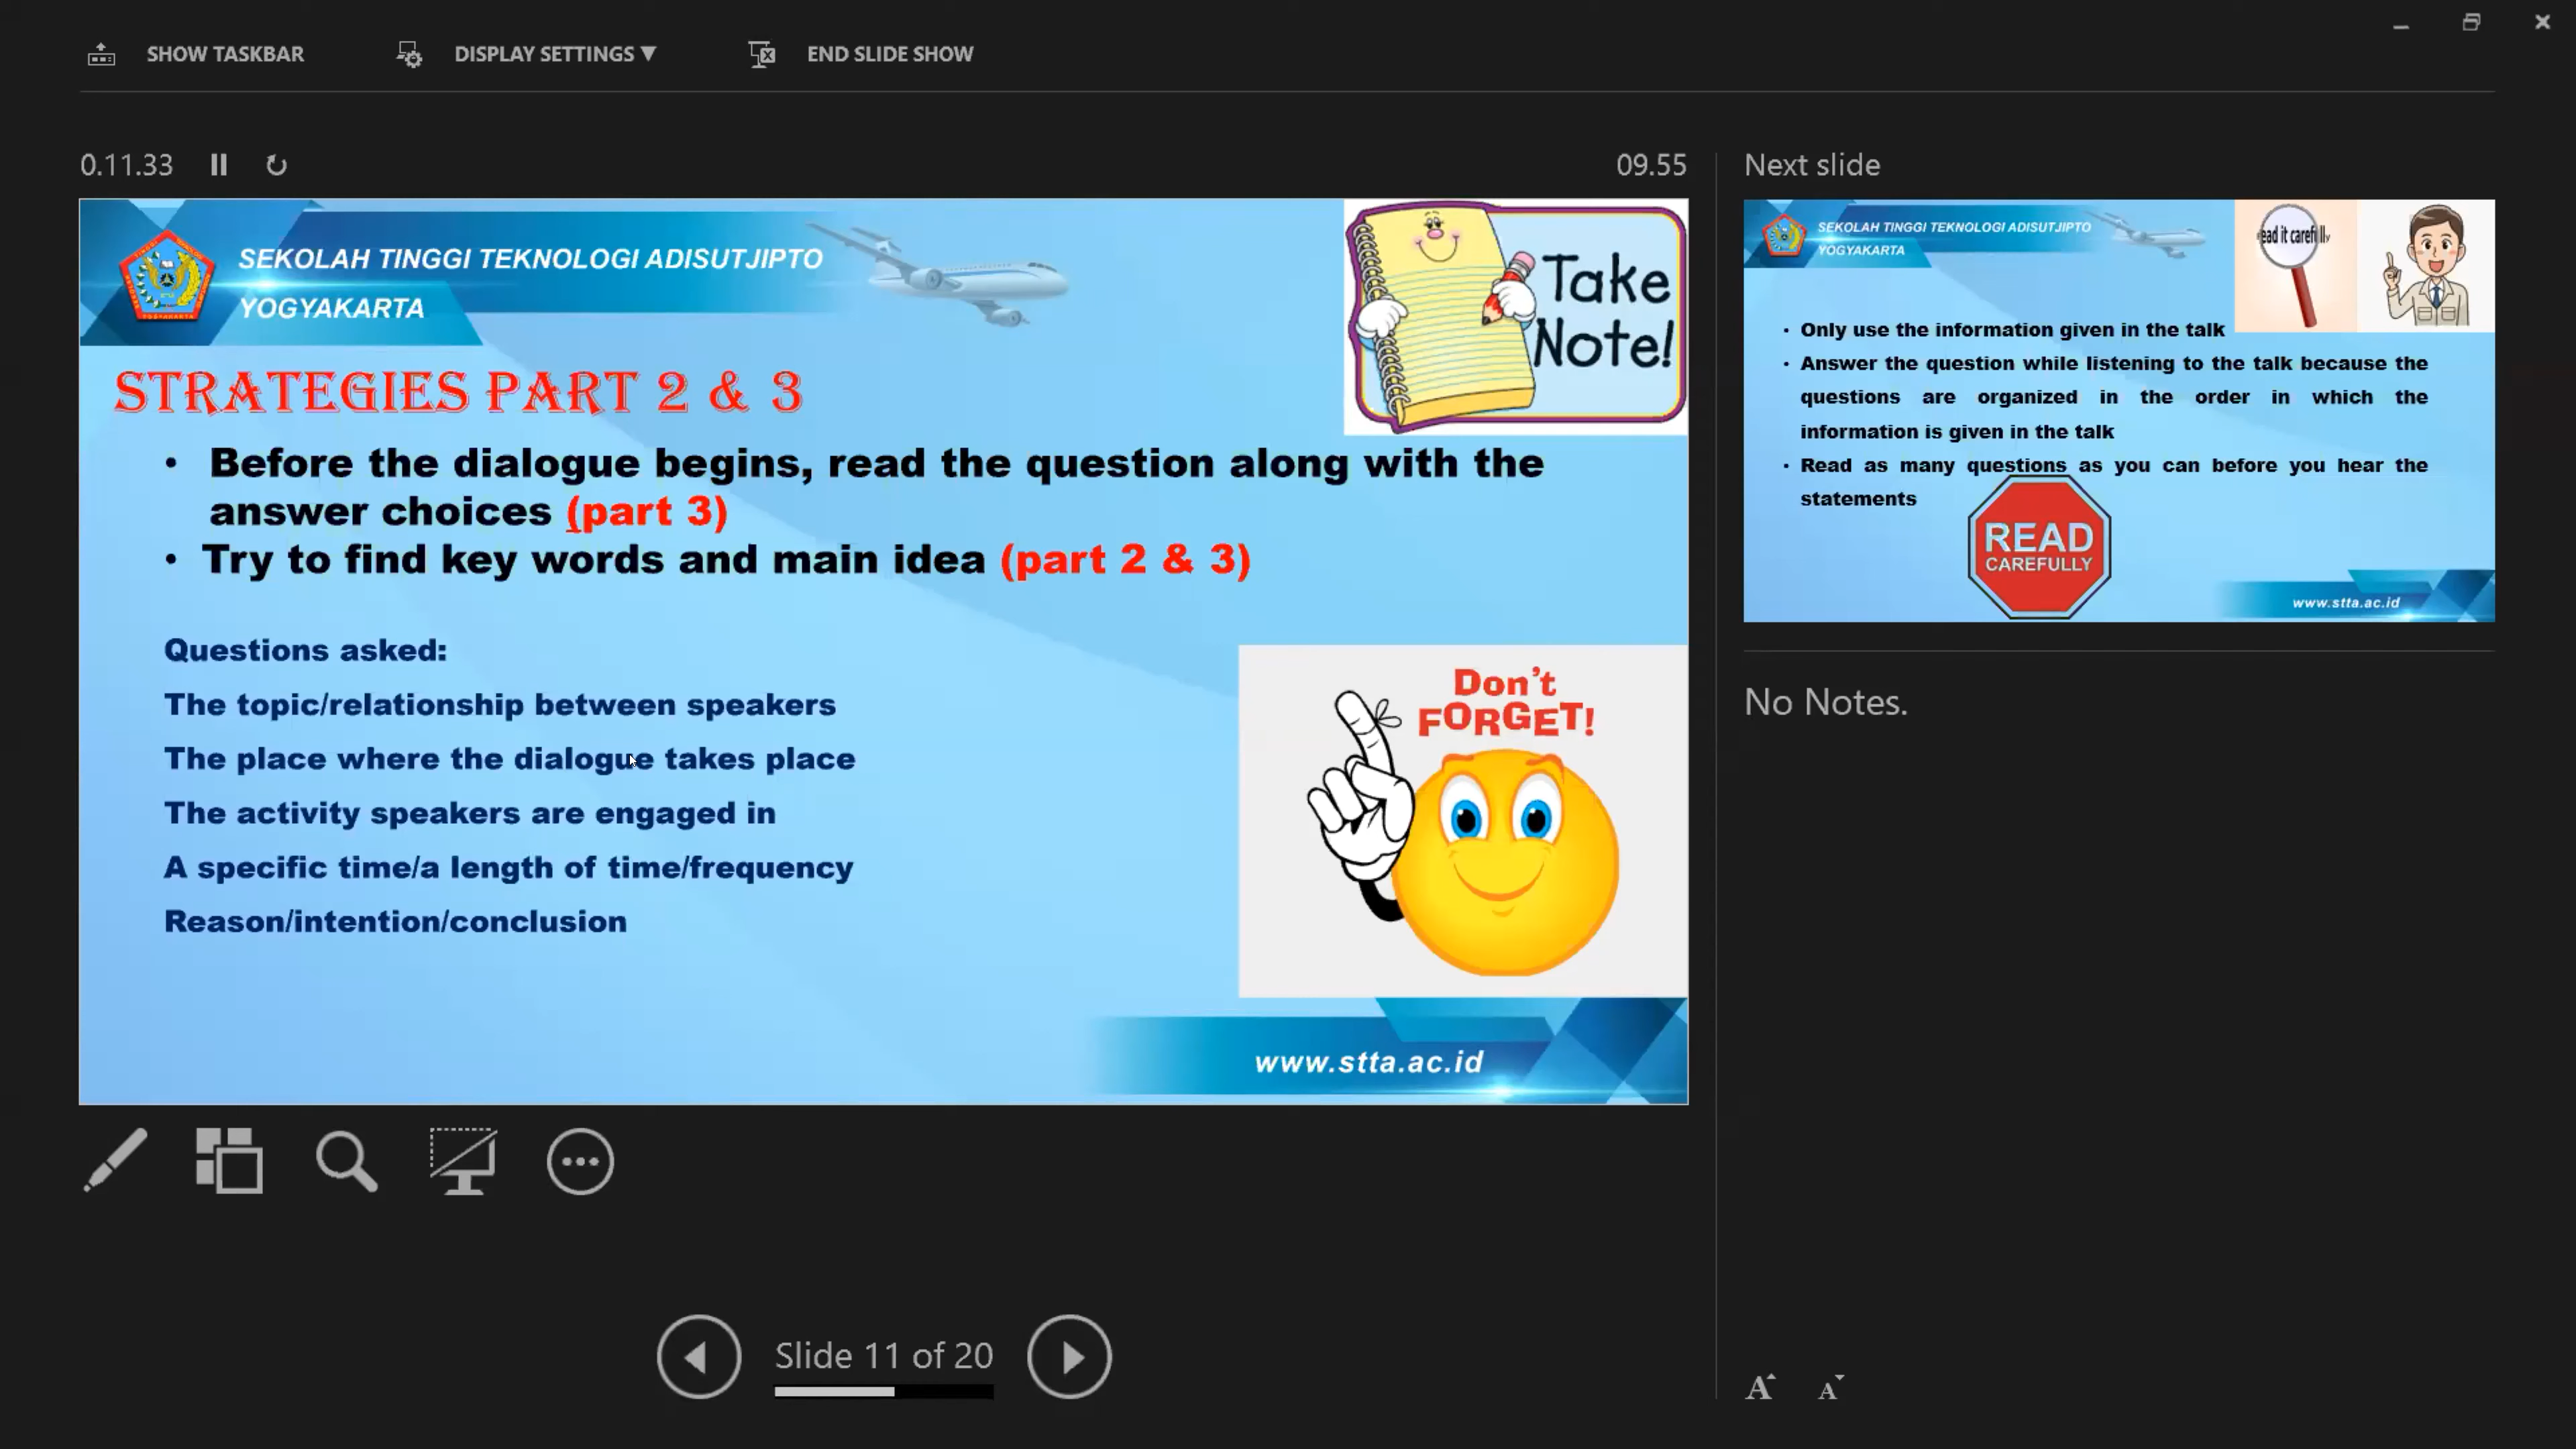 SHOW TASKBAR
DISPLAY SETTINGS ▼
END SLIDE SHOW
0.11.33
09.55
SEKOLAH TINGGI TEKNOLOGI ADISUTJIPTO
YOGYAKARTA
Take
Note!
STRATEGIES PART 2 & 3
• Before the dialogue begins, read the question along with the
answer choices (part 3)
• Try to find key words and main idea (part 2 & 3)
Questions asked:
The topic/relationship between speakers
The place where the dialogue takes place
The activity speakers are engaged in
A specific time/a length of time/frequency
Reason/intention/conclusion
Don't
FORGET!
www.stta.ac.id
Slide 11 of 20
Next slide
SEKOLAH TINGGI TEKNOLOGI ADISUTJIPTO
YOGYAKARTA
ead it carefully
• Only use the information given in the talk
• Answer the question while listening to the talk because the
questions are organized in the order in which the
information is given in the talk
• Read as many questions as you can before you hear the
statements
READ
CAREFULLY
www.stta.ac.id
No Notes.
A A